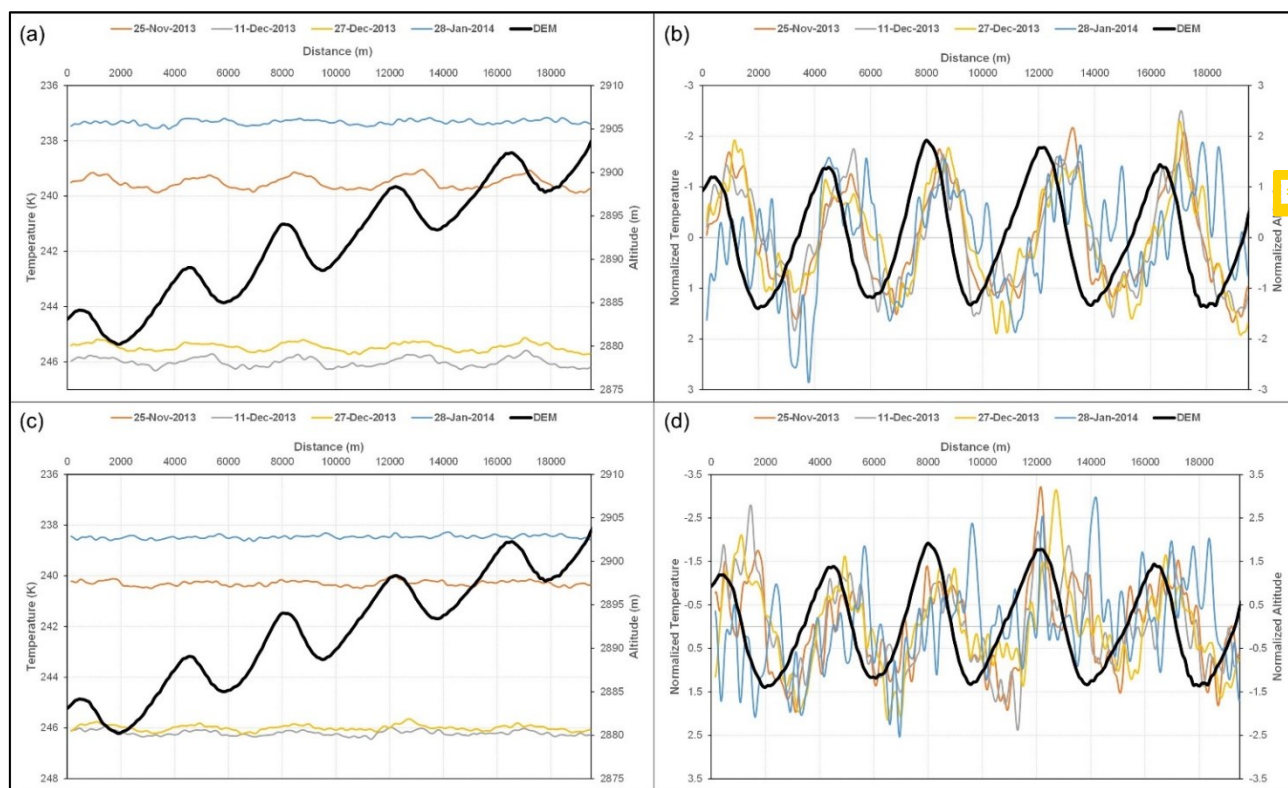 (a)
25-Nov-2013 11-Dec-2013 27-Dec-2013 28-Jan-2014 DEM
Distance (m)
0 2000 4000 6000 8000 10000 12000 14000 16000 18000
236 2910
238 2905
2900
240 2895
242 2890
244 2885
2880
246 2875
Temperature (K)
Altitude (m)
(b)
25-Nov-2013 11-Dec-2013 27-Dec-2013 28-Jan-2014 DEM
Distance (m)
0 2000 4000 6000 8000 10000 12000 14000 16000 18000
-3 3
-2 2
-1 1
0 0
1 -1
2 -2
3 -3
Normalized Temperature
Normalized Al
(c)
25-Nov-2013 11-Dec-2013 27-Dec-2013 28-Jan-2014 DEM
Distance (m)
0 2000 4000 6000 8000 10000 12000 14000 16000 18000
236 2910
238 2905
240 2900
2895
242 2890
244 2885
246 2880
248 2875
Temperature (K)
Altitude (m)
(d)
25-Nov-2013 11-Dec-2013 27-Dec-2013 28-Jan-2014 DEM
Distance (m)
0 2000 4000 6000 8000 10000 12000 14000 16000 18000
-3.5 3.5
-2.5 2.5
-1.5 1.5
-0.5 0.5
0.5 -0.5
1.5 -1.5
2.5 -2.5
3.5 -3.5
Normalized Temperature
Normalized Altitude